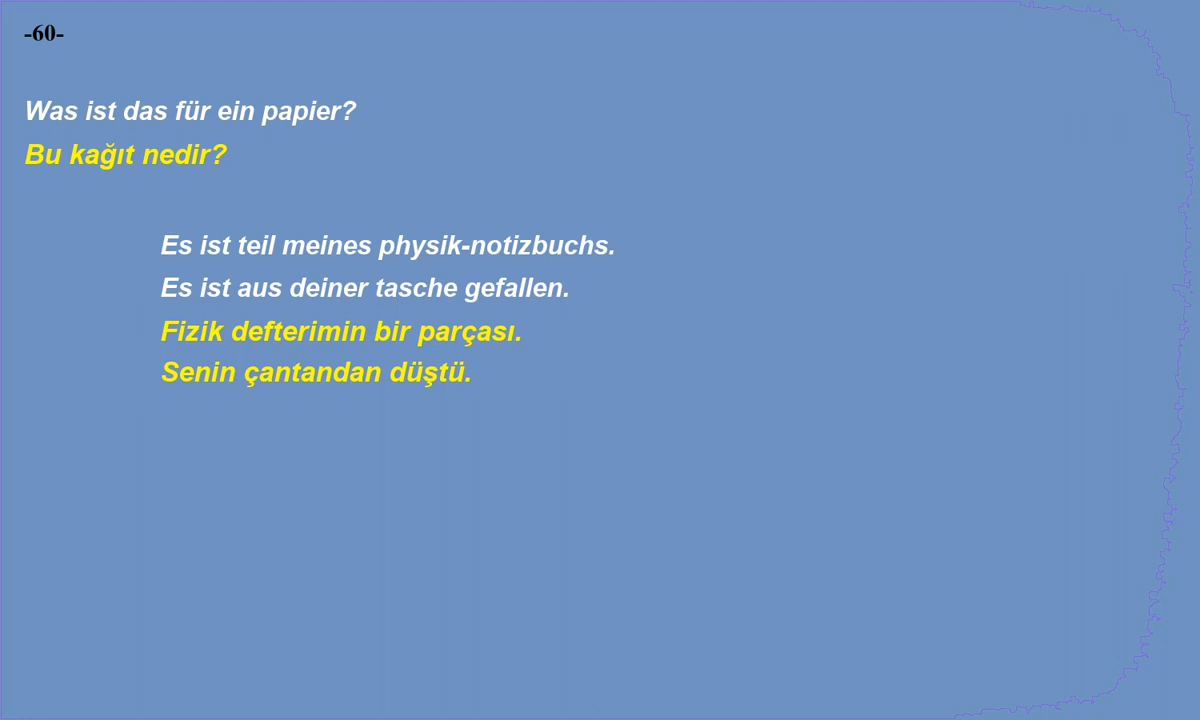 -60-
Was ist das für ein papier?
Bu kağıt nedir?
Es ist teil meines physik-notizbuchs.
Es ist aus deiner tasche gefallen.
Fizik defterimin bir parçası.
Senin çantandan düştü.